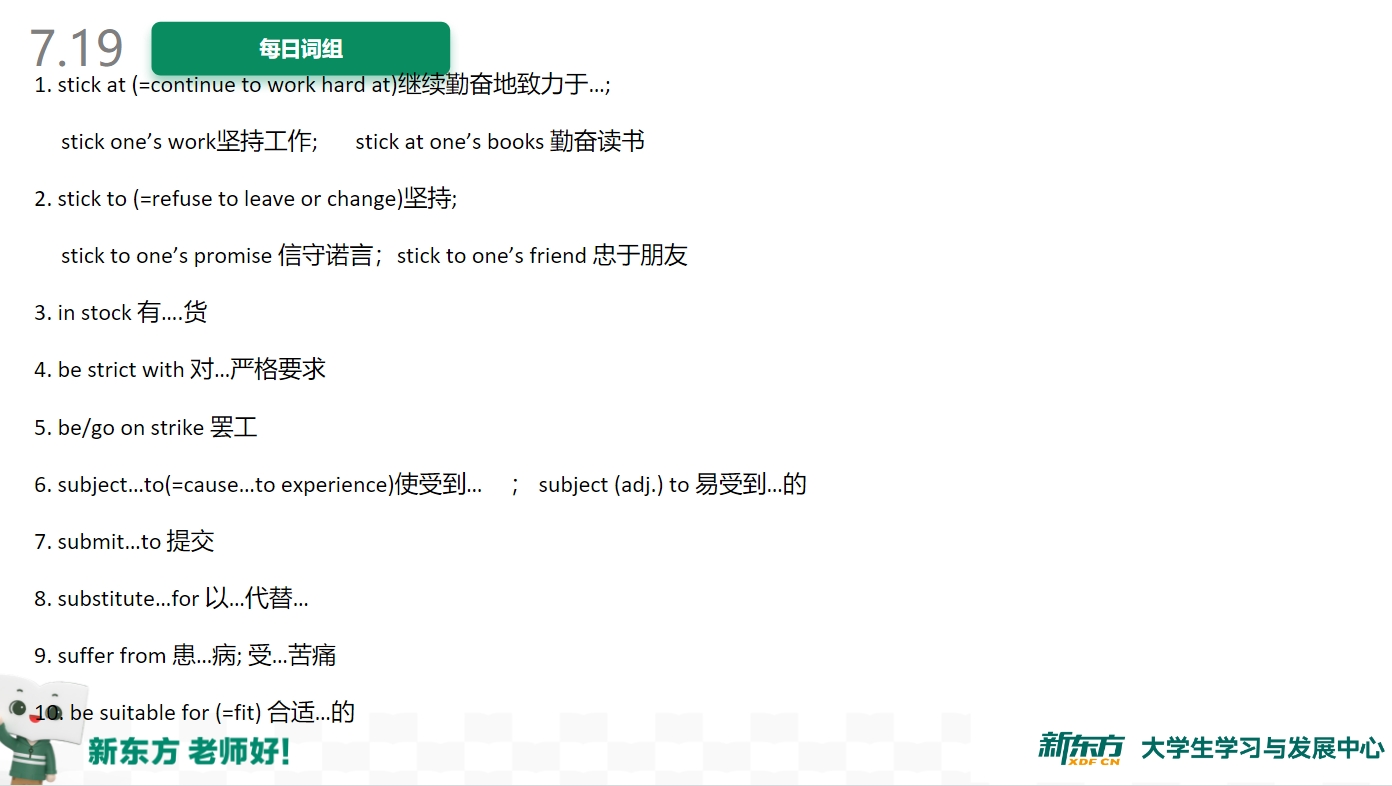 7.19
每日词组
1. stick at (=continue to work hard at)继续勤奋地致力于...;
stick one’s work坚持工作; stick at one’s books 勤奋读书
2. stick to (=refuse to leave or change)坚持;
stick to one’s promise 信守诺言；stick to one’s friend 忠于朋友
3. in stock 有....货
4. be strict with 对...严格要求
5. be/go on strike 罢工
6. subject...to(=cause...to experience)使受到... ； subject (adj.) to 易受到...的
7. submit...to 提交
8. substitute...for 以...代替...
9. suffer from 患...病; 受...苦痛
10. be suitable for (=fit) 合适...的
新东方 老师好!
新东方 XDF.CN 大学生学习与发展中心